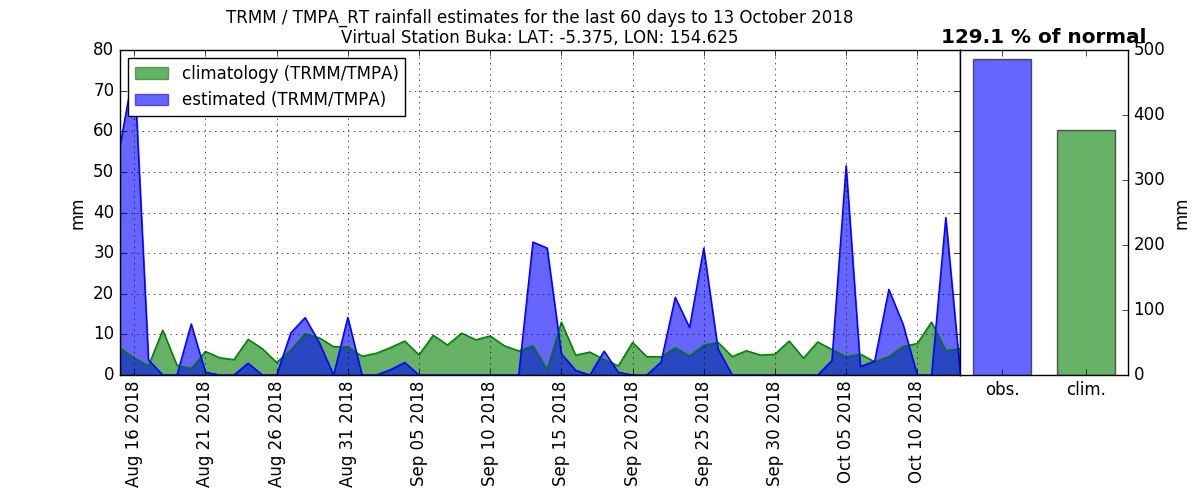 TRMM / TMPA_RT rainfall estimates for the last 60 days to 13 October 2018
Virtual Station Buka: LAT: -5.375, LON: 154.625
129.1 % of normal
climatology (TRMM/TMPA)
estimated (TRMM/TMPA)
80
70
60
50
40
30
20
10
0
mm
Aug 16 2018
Aug 21 2018
Aug 26 2018
Aug 31 2018
Sep 05 2018
Sep 10 2018
Sep 15 2018
Sep 20 2018
Sep 25 2018
Sep 30 2018
Oct 05 2018
Oct 10 2018
obs.
clim.
500
400
300
200
100
0
mm